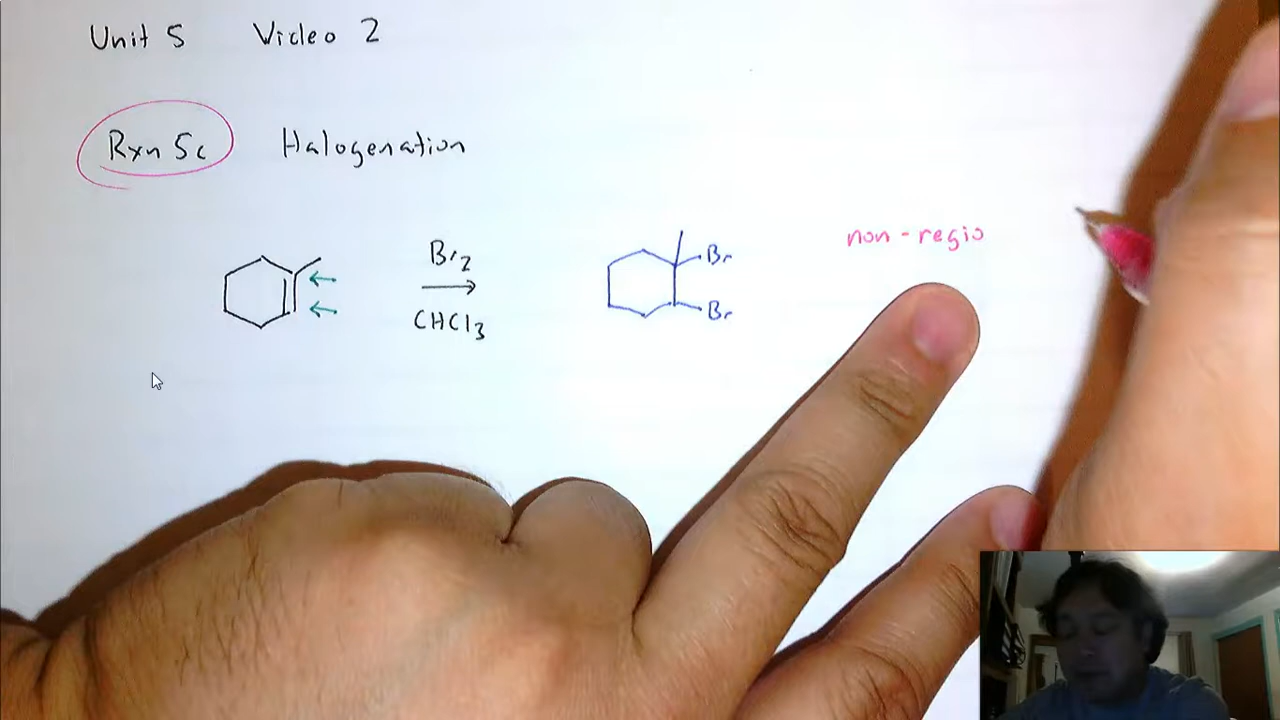 Unit 5 Video 2
Rxn 5c Halogenation
Br2
CHCl3
Br
Br
non-regio